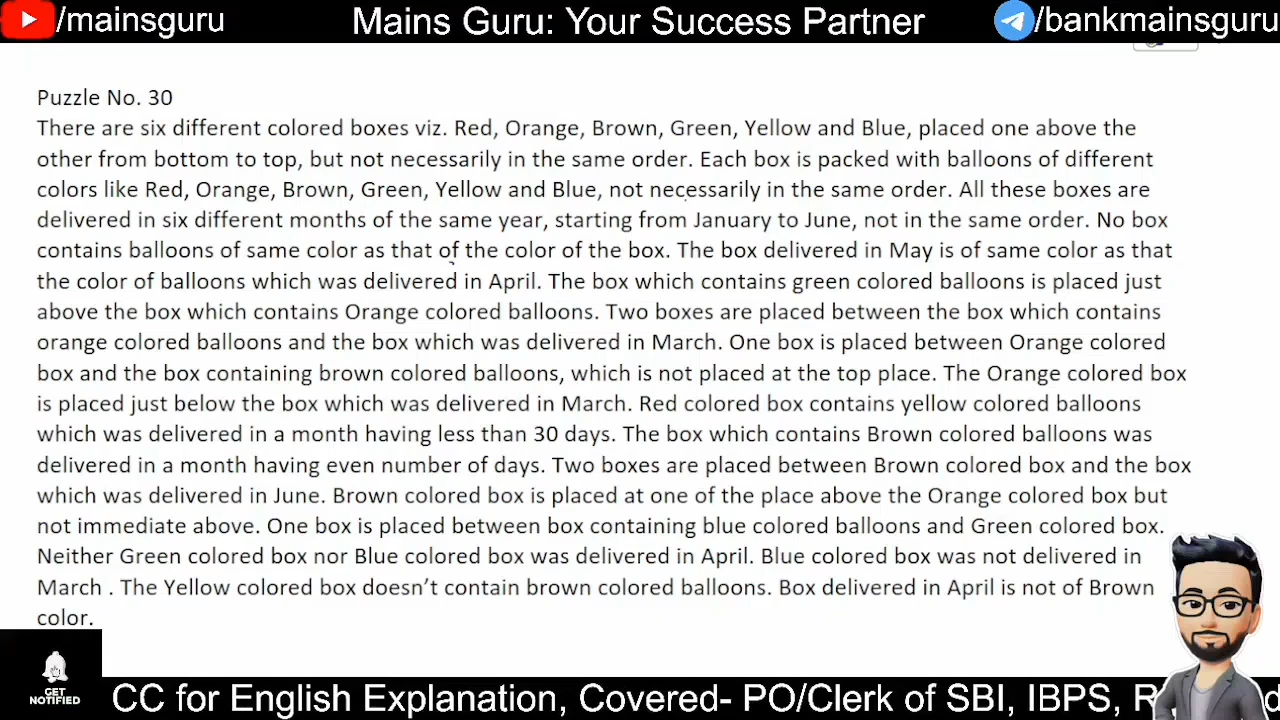 /mainsguru Mains Guru: Your Success Partner /bankmainsguru
Puzzle No. 30
There are six different colored boxes viz. Red, Orange, Brown, Green, Yellow and Blue, placed one above the
other from bottom to top, but not necessarily in the same order. Each box is packed with balloons of different
colors like Red, Orange, Brown, Green, Yellow and Blue, not necessarily in the same order. All these boxes are
delivered in six different months of the same year, starting from January to June, not in the same order. No box
contains balloons of same color as that of the color of the box. The box delivered in May is of same color as that
the color of balloons which was delivered in April. The box which contains green colored balloons is placed just
above the box which contains Orange colored balloons. Two boxes are placed between the box which contains
orange colored balloons and the box which was delivered in March. One box is placed between Orange colored
box and the box containing brown colored balloons, which is not placed at the top place. The Orange colored box
is placed just below the box which was delivered in March. Red colored box contains yellow colored balloons
which was delivered in a month having less than 30 days. The box which contains Brown colored balloons was
delivered in a month having even number of days. Two boxes are placed between Brown colored box and the box
which was delivered in June. Brown colored box is placed at one of the place above the Orange colored box but
not immediate above. One box is placed between box containing blue colored balloons and Green colored box.
Neither Green colored box nor Blue colored box was delivered in April. Blue colored box was not delivered in
March . The Yellow colored box doesn't contain brown colored balloons. Box delivered in April is not of Brown
color.
GET
NOTIFIED
CC for English Explanation, Covered- PO/Clerk of SBI, IBPS,